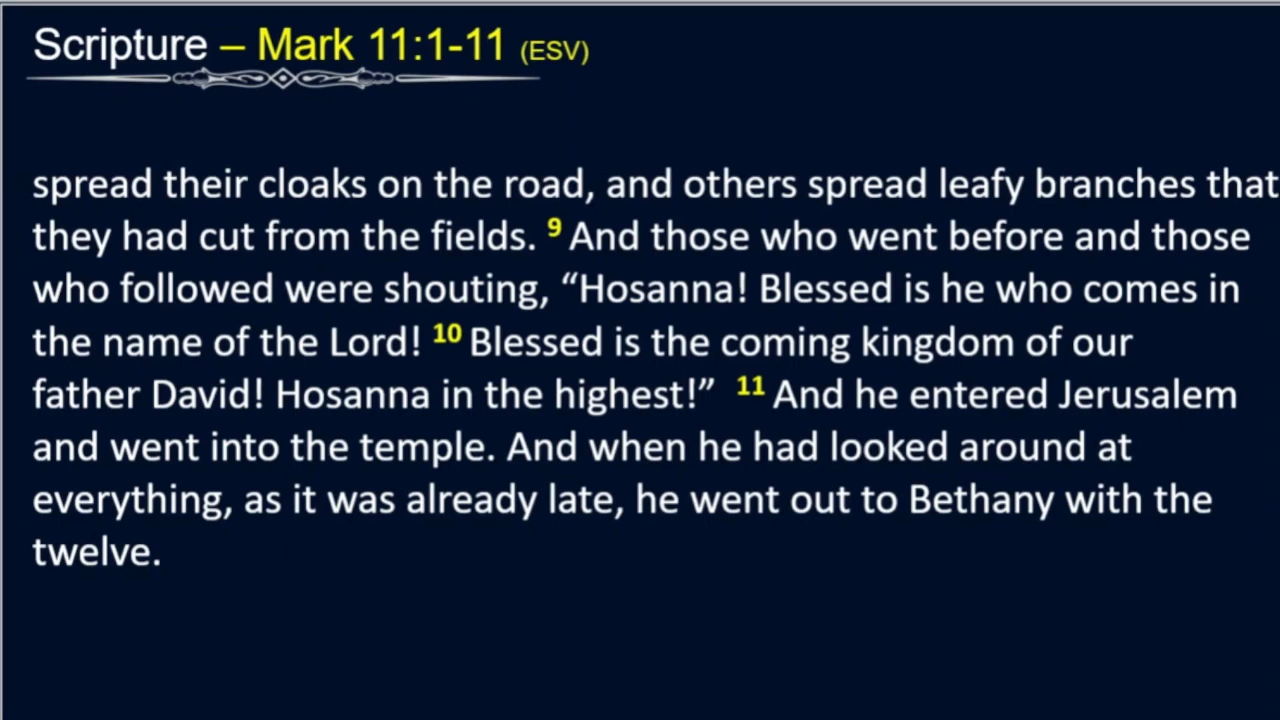 Scripture – Mark 11:1-11 (ESV)
spread their cloaks on the road, and others spread leafy branches that
they had cut from the fields. 9 And those who went before and those
who followed were shouting, “Hosanna! Blessed is he who comes in
the name of the Lord! 10 Blessed is the coming kingdom of our
father David! Hosanna in the highest!” 11 And he entered Jerusalem
and went into the temple. And when he had looked around at
everything, as it was already late, he went out to Bethany with the
twelve.